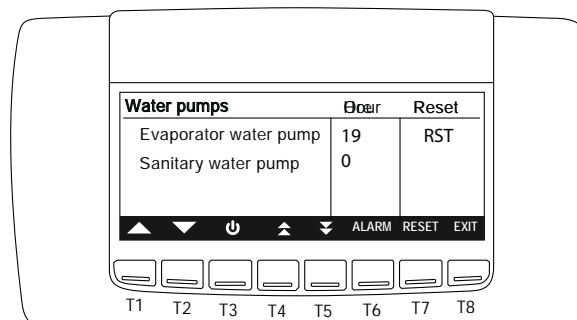 Water pumps Hour Reset
Evaporator water pump 19 RST
Sanitary water pump 0
ALARM RESET EXIT
T1 T2 T3 T4 T5 T6 T7 T8